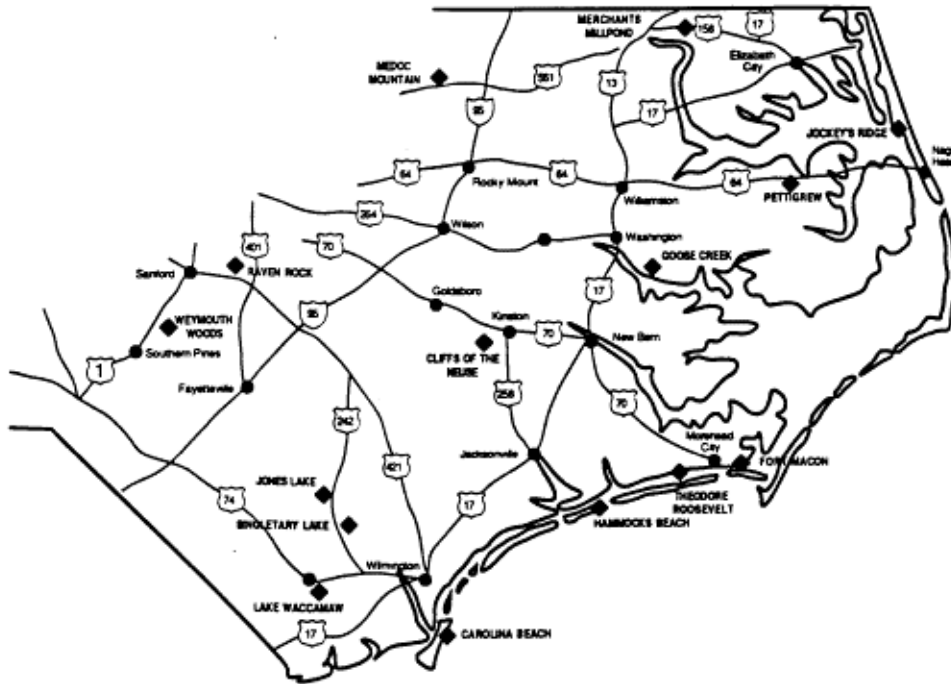 MERCHANTS
MILLPOND
158
17
Elizabeth
City
MEDOC
MOUNTAIN
561
13
95
17
JOCKEY'S RIDGE
Nag
Hea
64
Rocky Mount
64
Williamston
64
PETTIGREW
264
Wilson
Washington
401
70
GOOSE CREEK
Sanford
RAVEN ROCK
Goldsboro
17
95
Kinston
WEYMOUTH
WOODS
70
New Bern
Southern Pines
CLIFFS OF THE
NEUSE
1
Fayetteville
258
70
242
Morehead
City
Jacksonville
421
FORT MACON
JONES LAKE
THEODORE
ROOSEVELT
74
17
SINGLETARY LAKE
HAMMOCKS BEACH
Wilmington
LAKE WACCAMAW
17
CAROLINA BEACH